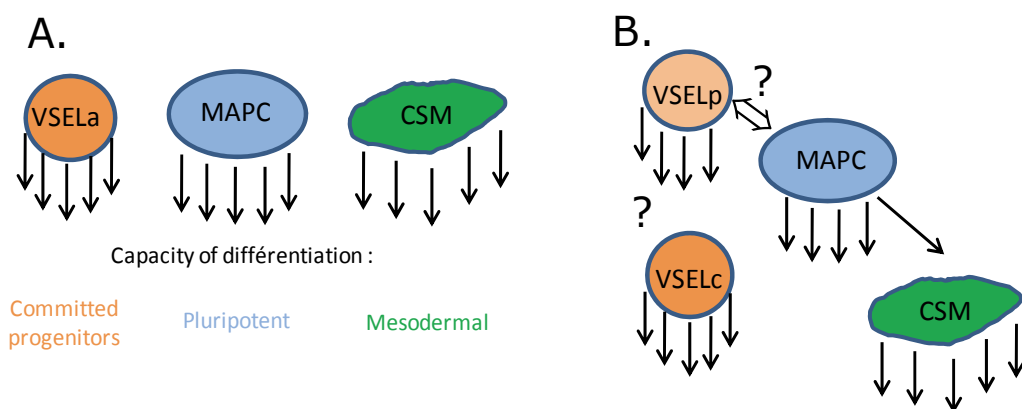 A.
VSELa
MAPC
CSM
Capacity of différentiation :
Committed
progenitors
Pluripotent
Mesodermal
B.
VSELp
?
MAPC
?
VSELc
CSM